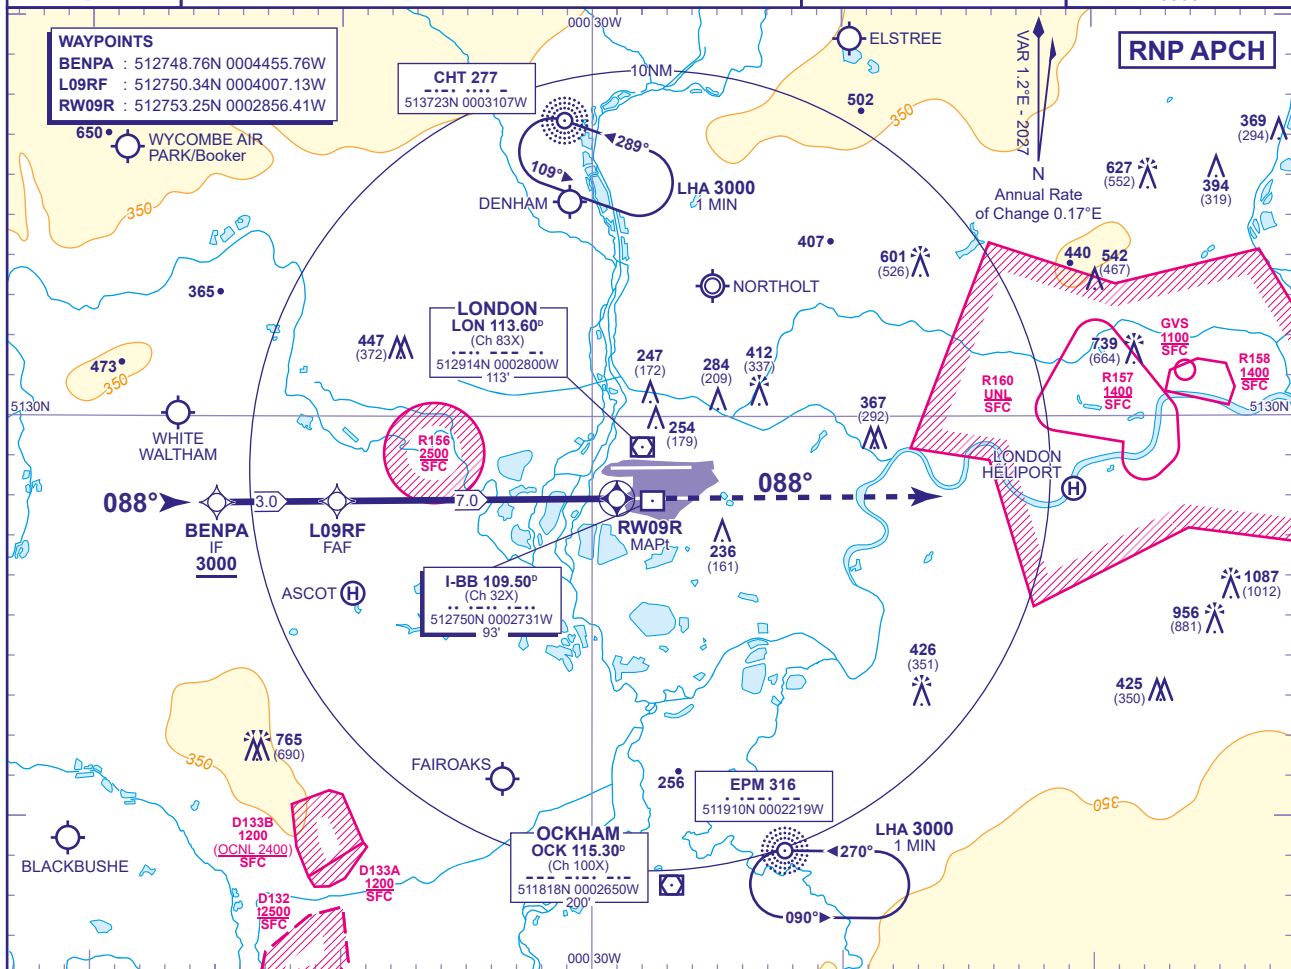 000 30W
WAYPOINTS
BENPA : 512748.76N 0004455.76W
L09RF : 512750.34N 0004007.13W
RW09R : 512753.25N 0002856.41W
ELSTREE
VAR 1.2°E - 2027
N
Annual Rate
of Change 0.17°E
RNP APCH
10NM
CHT 277
513723N 0003107W
502
350
369
(294)
650
WYCOMBE AIR
PARK/Booker
289°
109°
LHA 3000
1 MIN
DENHAM
627
(552)
394
(319)
350
407
601
(526)
440
542
(467)
365
NORTHOLT
LONDON
LON 113.60ᴰ
(Ch 83X)
512914N 0002800W
113'
447
(372)
247
(172)
284
(209)
412
(337)
739
(664)
GVS
1100
SFC
R158
1400
SFC
R160
UNL
SFC
R157
1400
SFC
473
350
5130N
5130N
WHITE
WALTHAM
R156
2500
SFC
254
(179)
367
(292)
LONDON
HELIPORT
H
088°
3.0
7.0
088°
BENPA
IF
3000
L09RF
FAF
RW09R
MAPt
236
(161)
ASCOT
H
I-BB 109.50ᴰ
(Ch 32X)
512750N 0002731W
93'
1087
(1012)
956
(881)
426
(351)
425
(350)
765
(690)
350
FAIROAKS
256
EPM 316
511910N 0002219W
350
D133B
1200
(OCNL 2400)
SFC
BLACKBUSHE
D133A
1200
SFC
D132
2500
SFC
OCKHAM
OCK 115.30ᴰ
(Ch 100X)
511818N 0002650W
200'
LHA 3000
1 MIN
270°
090°
000 30W